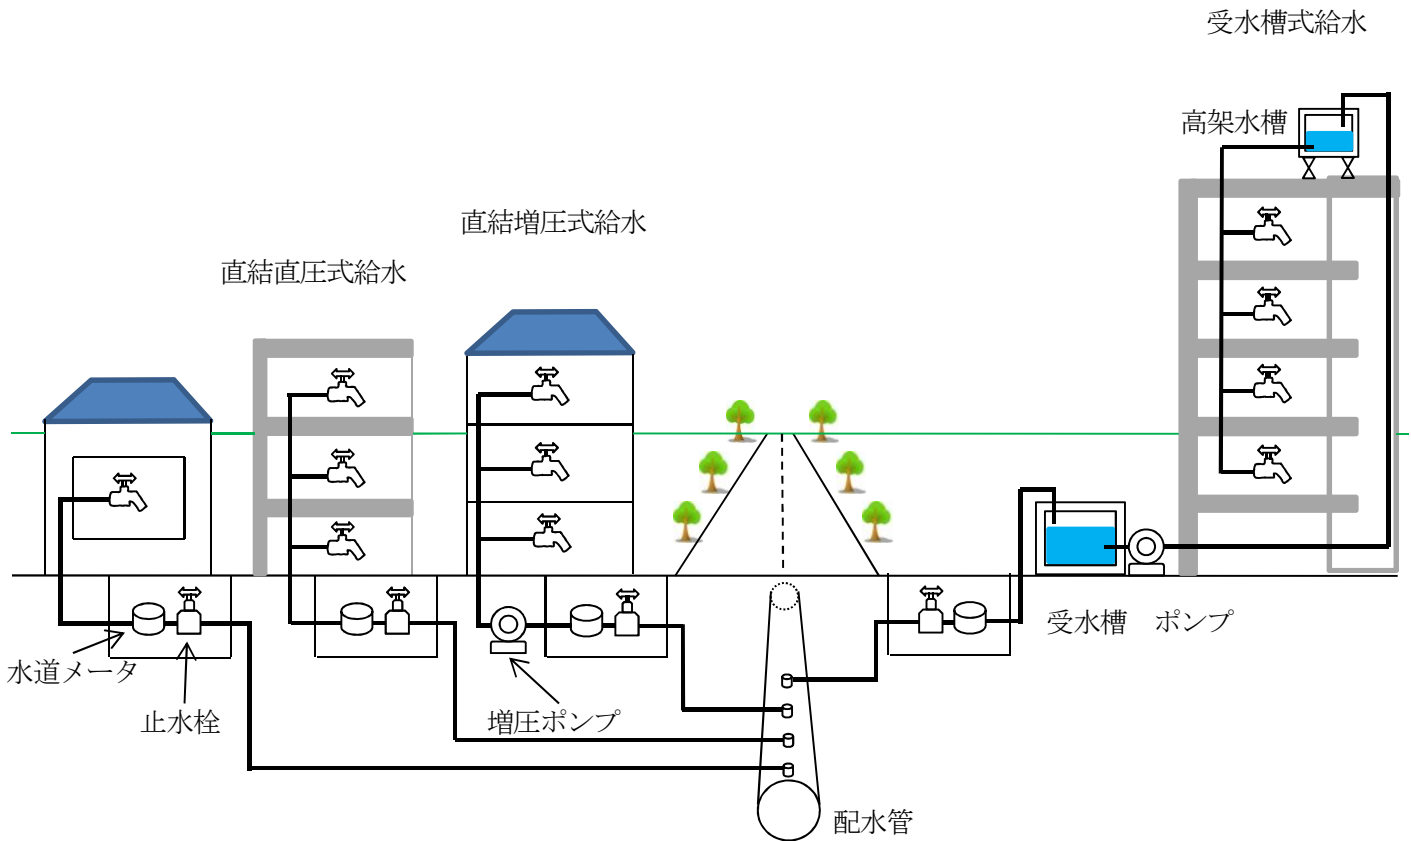 受水槽式給水
高架水槽
直結増圧式給水
直結直圧式給水
受水槽　ポンプ
水道メータ
止水栓
増圧ポンプ
配水管